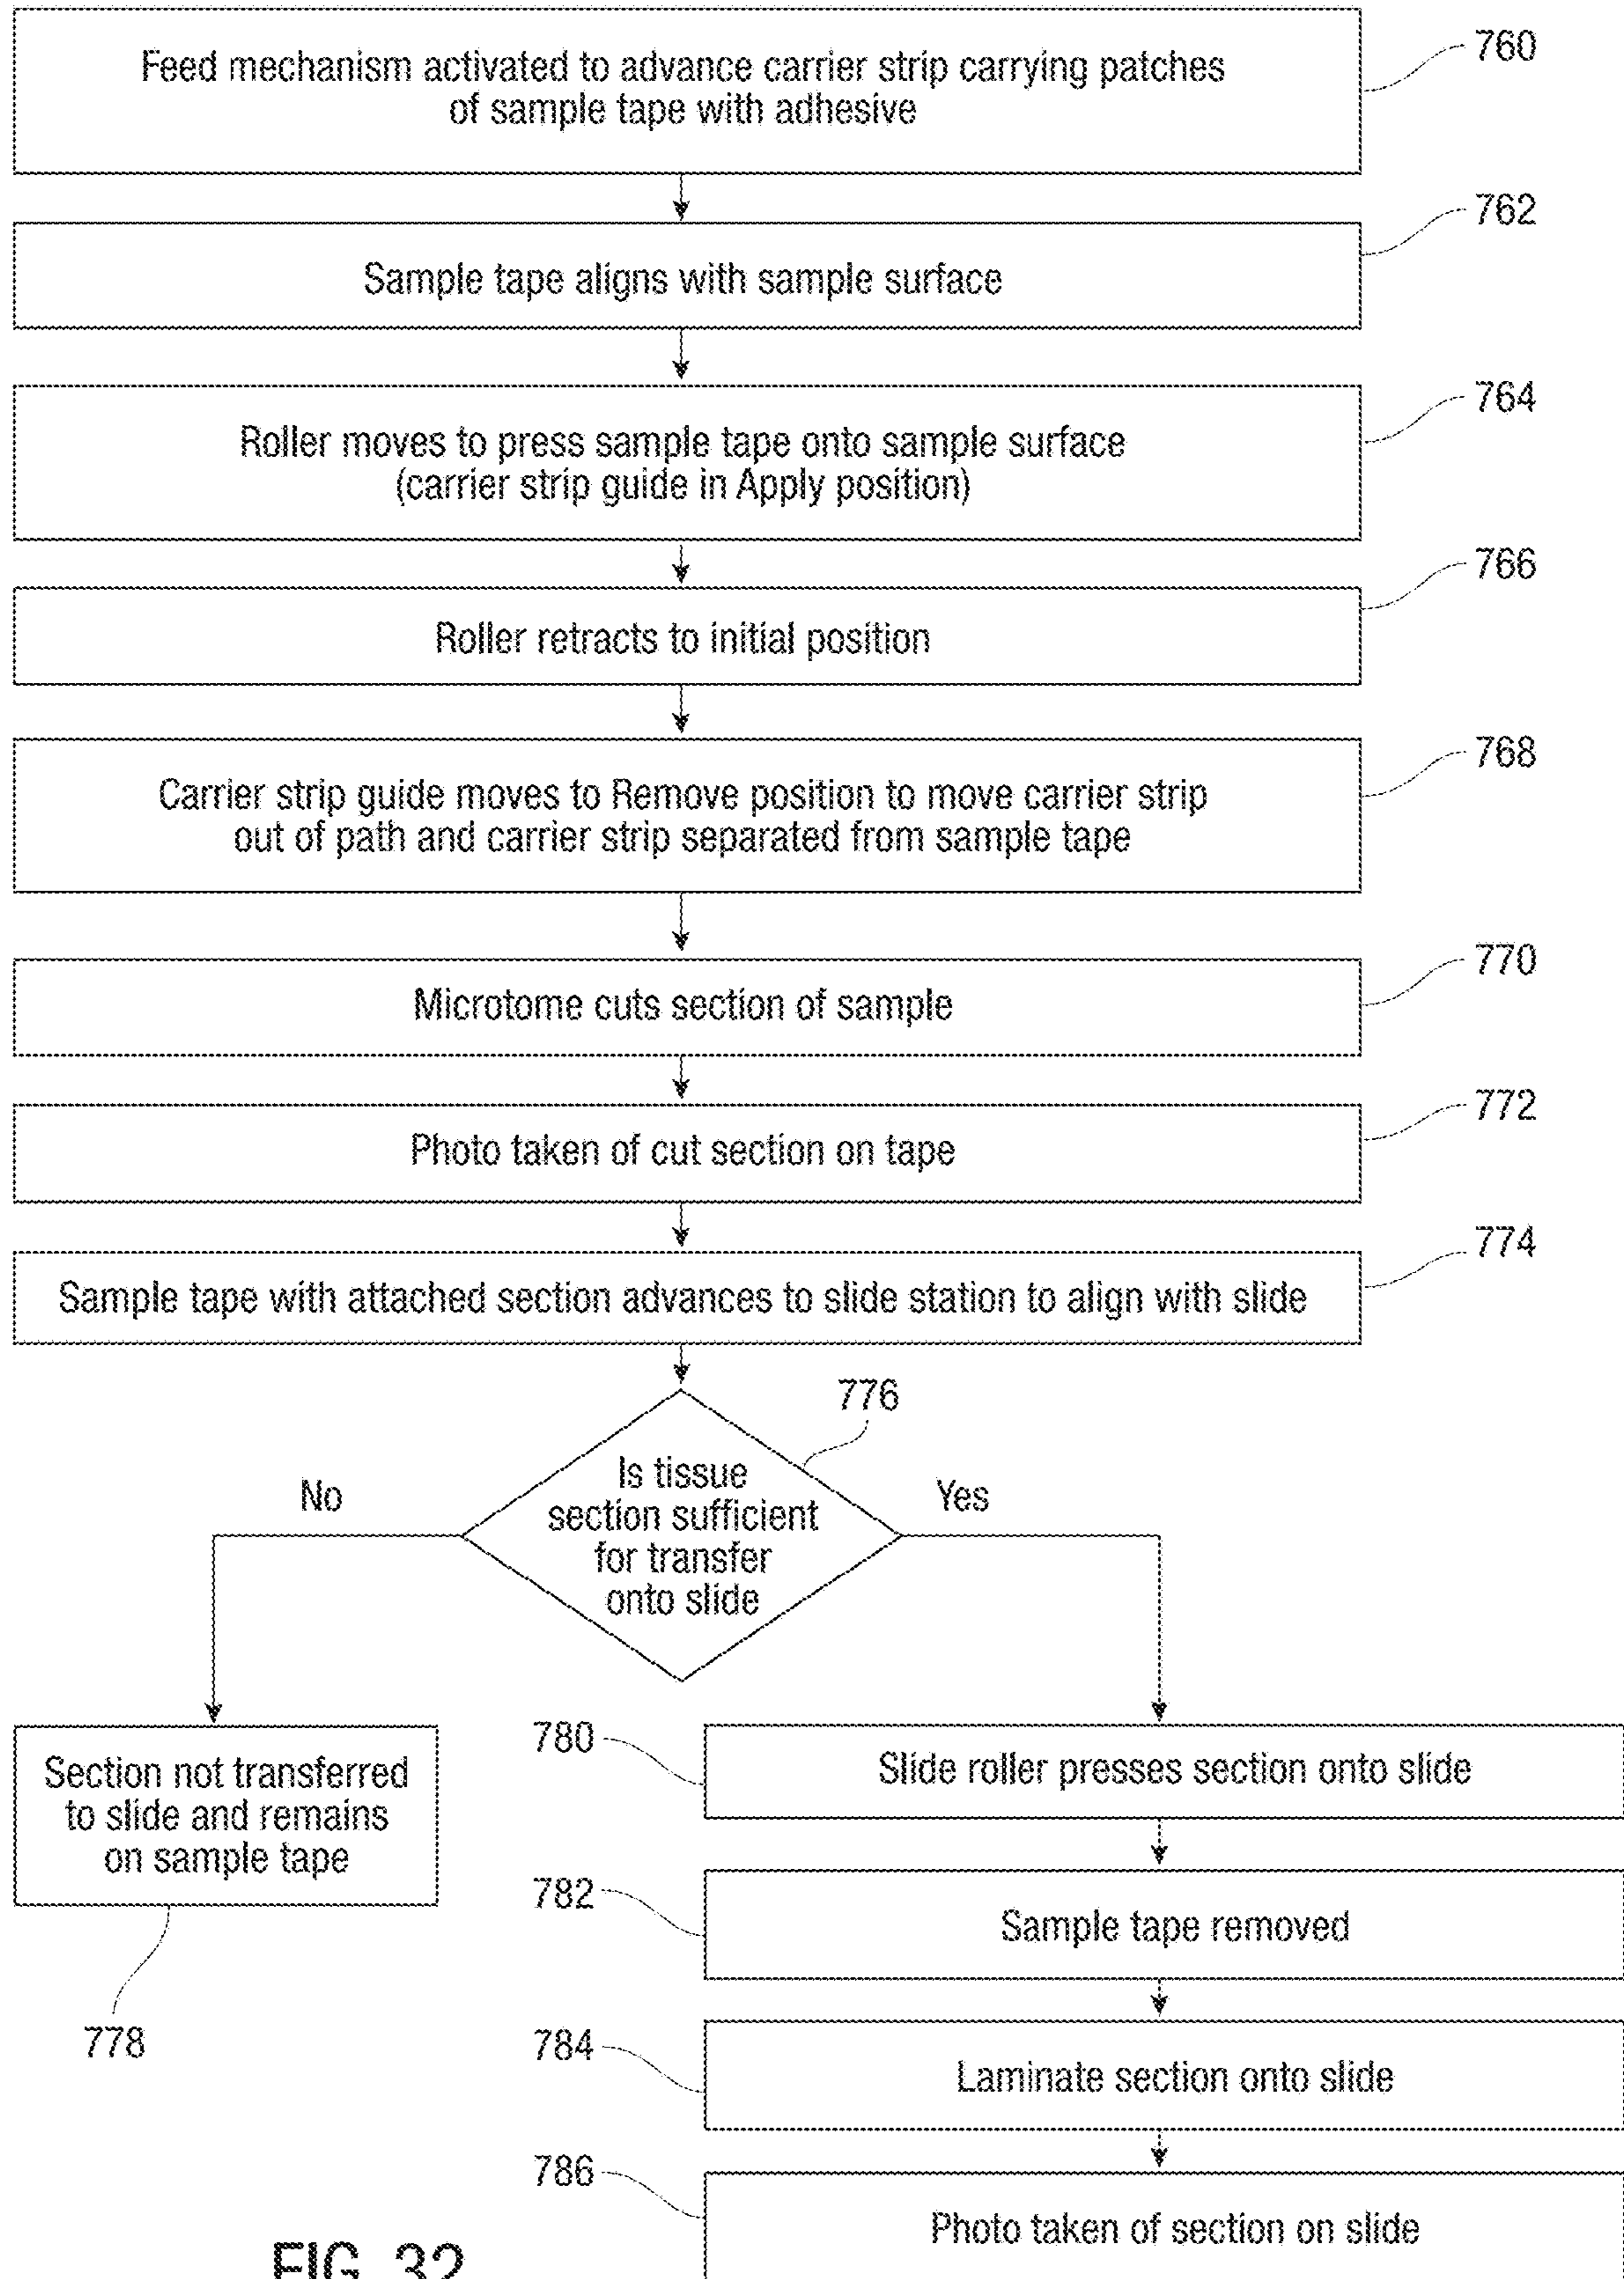 Feed mechanism activated to advance carrier strip carrying patches
of sample tape with adhesive
760
Sample tape aligns with sample surface
762
Roller moves to press sample tape onto sample surface
(carrier strip guide in Apply position)
764
Roller retracts to initial position
766
Carrier strip guide moves to Remove position to move carrier strip
out of path and carrier strip separated from sample tape
768
Microtome cuts section of sample
770
Photo taken of cut section on tape
772
Sample tape with attached section advances to slide station to align with slide
774
776
Is tissue
section sufficient
for transfer
onto slide
No
Yes
Section not transferred
to slide and remains
on sample tape
778
780
Slide roller presses section onto slide
782
Sample tape removed
784
Laminate section onto slide
786
Photo taken of section on slide
FIG. 32